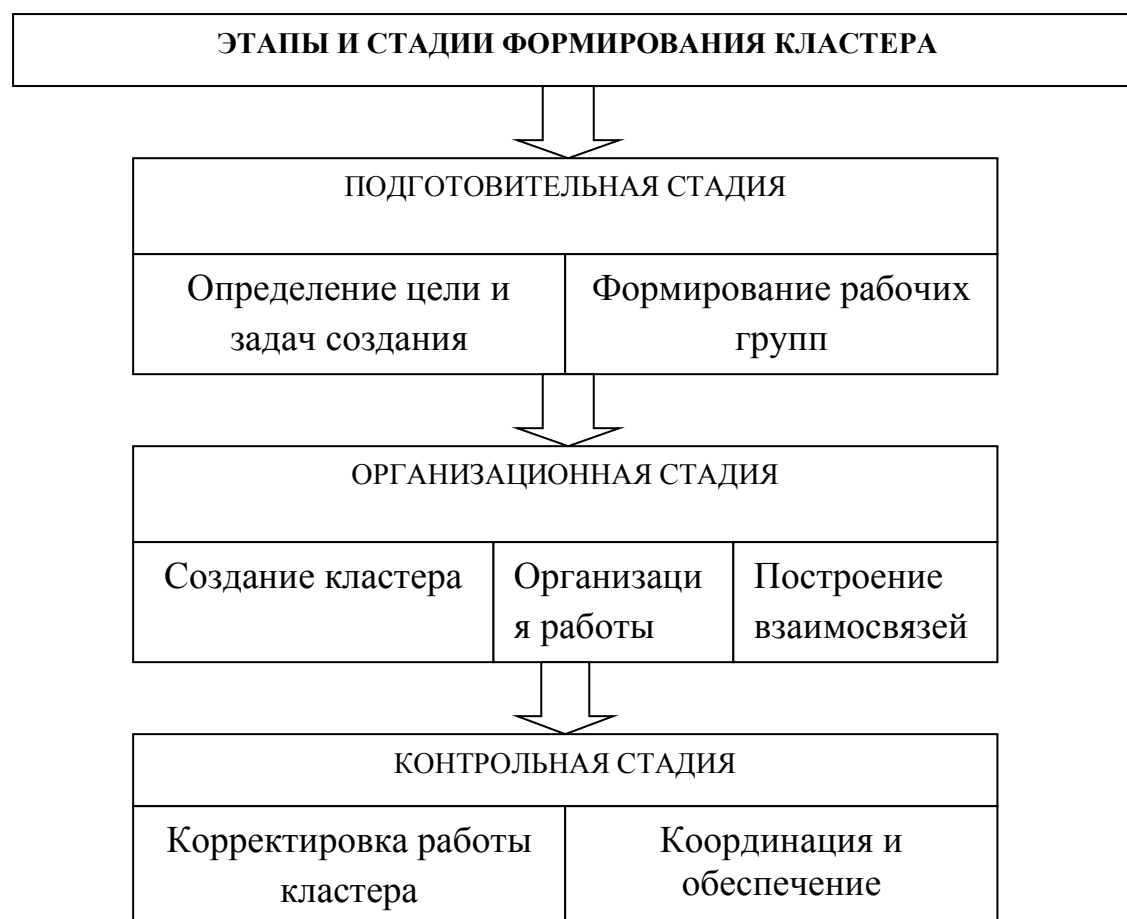 ЭТАПЫ И СТАДИИ ФОРМИРОВАНИЯ КЛАСТЕРА
ПОДГОТОВИТЕЛЬНАЯ СТАДИЯ
Определение цели и
задач создания
Формирование рабочих
групп
ОРГАНИЗАЦИОННАЯ СТАДИЯ
Создание кластера
Организаци
я работы
Построение
взаимосвязей
КОНТРОЛЬНАЯ СТАДИЯ
Корректировка работы
кластера
Координация и
обеспечение